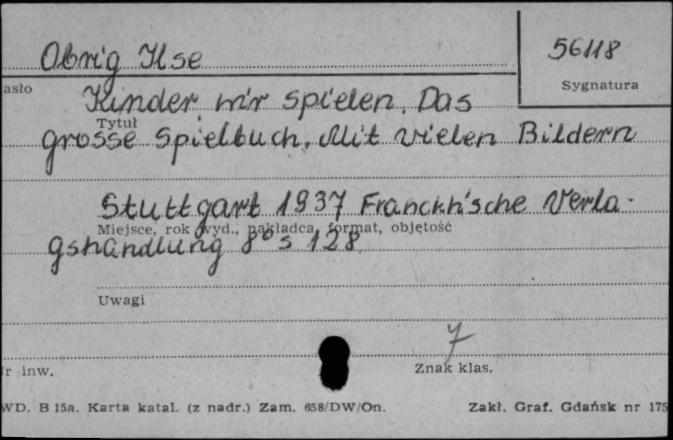 Obrig Ilse
56118
asło
Sygnatura
Kinder wir spielen. Das
Tytuł
grosse Spielbuch. Mit vielen Bildern
Stuttgart 1937 Franckh'sche Verla-
Miejsce, rok wyd., nakładca, format, objętość
gshandlung 8° s 128
Uwagi
7
r inw.
Znak klas.
WD. B 15a. Karta katal. (z nadr.) Zam. 658/DW/On.
Zakł. Graf. Gdańsk nr 175